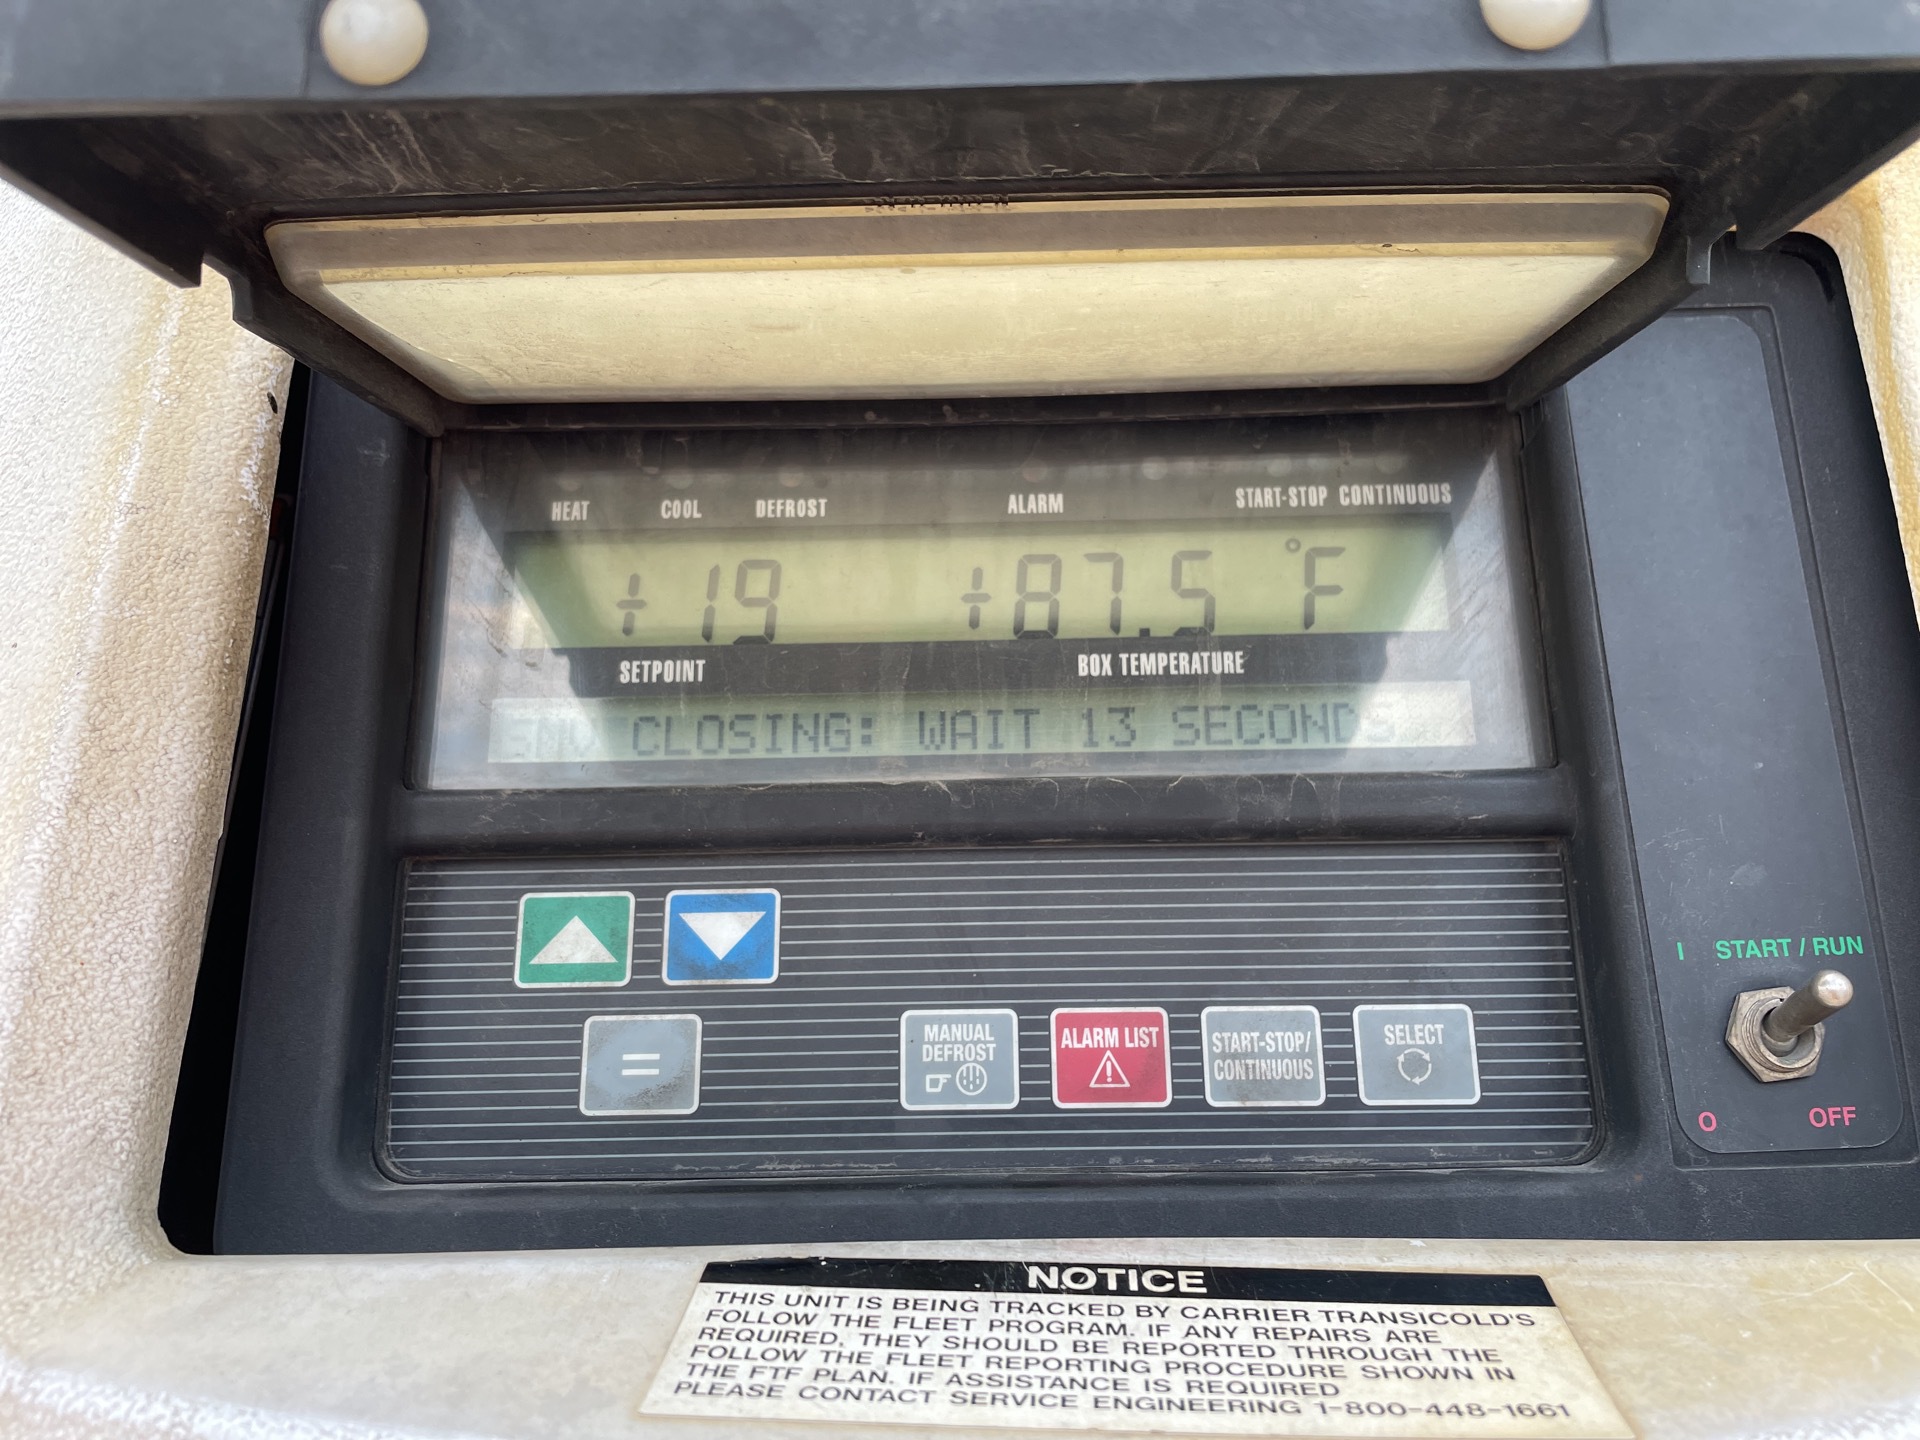 HEAT COOL DEFROST ALARM START-STOP CONTINUOUS
+19 +87.5 °F
SETPOINT BOX TEMPERATURE
CLOSING: WAIT 13 SECONDS
I START / RUN
MANUAL DEFROST
ALARM LIST
START-STOP/ CONTINUOUS
SELECT
=
O OFF
NOTICE
THIS UNIT IS BEING TRACKED BY CARRIER TRANSICOLD'S
FOLLOW THE FLEET PROGRAM. IF ANY REPAIRS ARE
REQUIRED, THEY SHOULD BE REPORTED THROUGH THE
FOLLOW THE FLEET REPORTING PROCEDURE SHOWN IN
THE FTF PLAN. IF ASSISTANCE IS REQUIRED
PLEASE CONTACT SERVICE ENGINEERING 1-800-448-1661